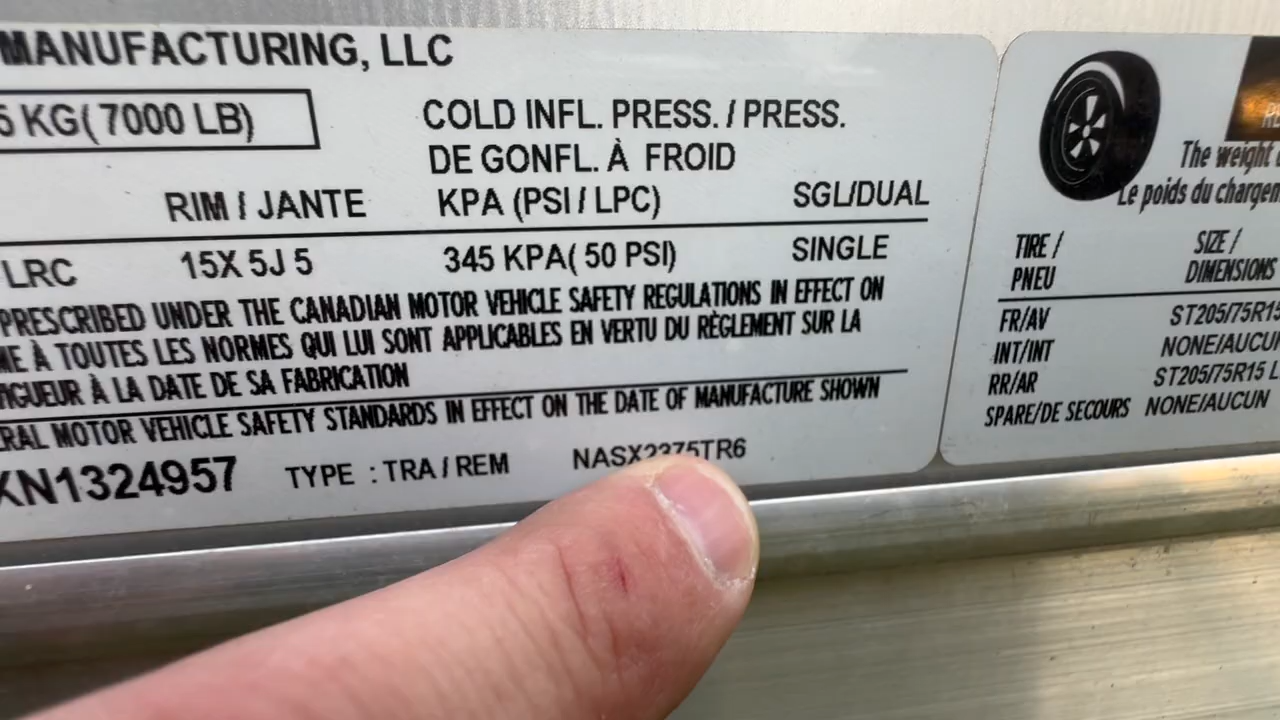 MANUFACTURING, LLC
5 KG( 7000 LB)
COLD INFL. PRESS. / PRESS.
DE GONFL. À FROID
RIM / JANTE KPA (PSI / LPC) SGL/DUAL
LRC 15X 5J 5 345 KPA( 50 PSI) SINGLE
PRESCRIBED UNDER THE CANADIAN MOTOR VEHICLE SAFETY REGULATIONS IN EFFECT ON
ME À TOUTES LES NORMES QUI LUI SONT APPLICABLES EN VERTU DU RÈGLEMENT SUR LA
IGUEUR À LA DATE DE SA FABRICATION
ERAL MOTOR VEHICLE SAFETY STANDARDS IN EFFECT ON THE DATE OF MANUFACTURE SHOWN
KN1324957 TYPE : TRA / REM NASX2375TR6
The weight
Le poids du chargem
TIRE / SIZE /
PNEU DIMENSIONS
FR/AV ST205/75R15
INT/INT NONE/AUCUN
RR/AR ST205/75R15 L
SPARE/DE SECOURS NONE/AUCUN